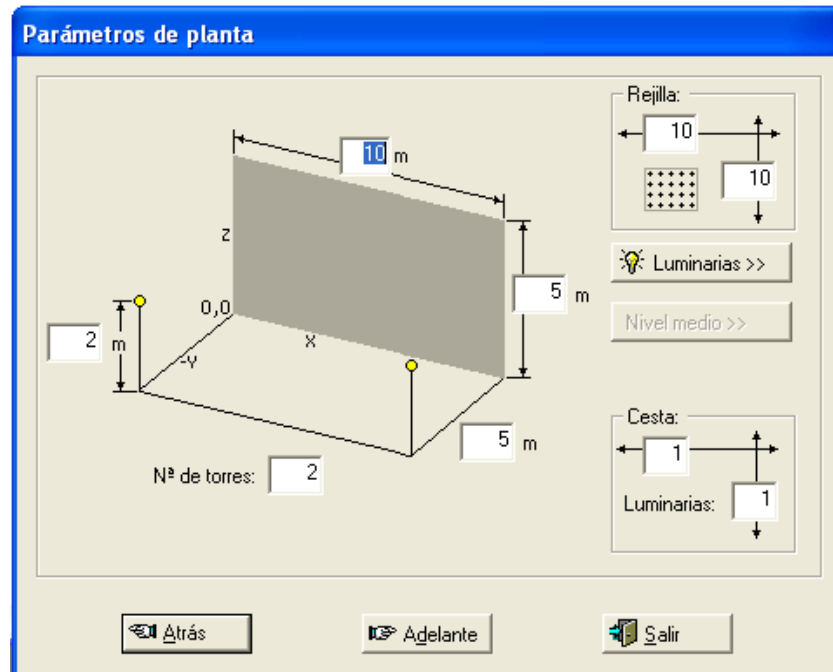 Parámetros de planta
Rejilla:
10
10
10 m
z
0,0
x
-Y
2
m
5 m
Luminarias >>
Nivel medio >>
5 m
Nª de torres: 2
Cesta:
1
Luminarias: 1
Atrás
Adelante
Salir